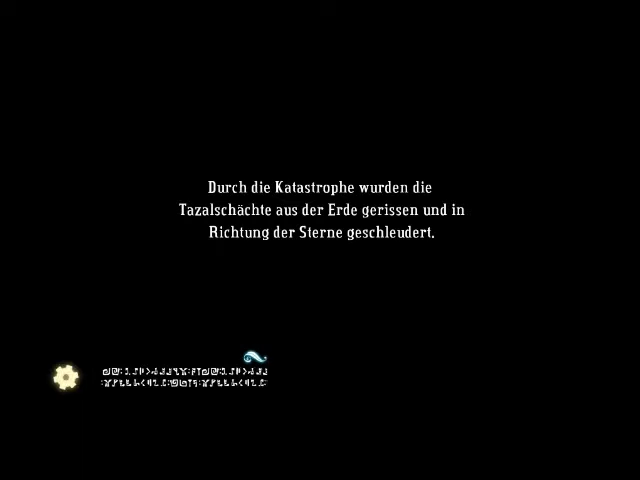 Durch die Katastrophe wurden die
Tazalschächte aus der Erde gerissen und in
Richtung der Sterne geschleudert.